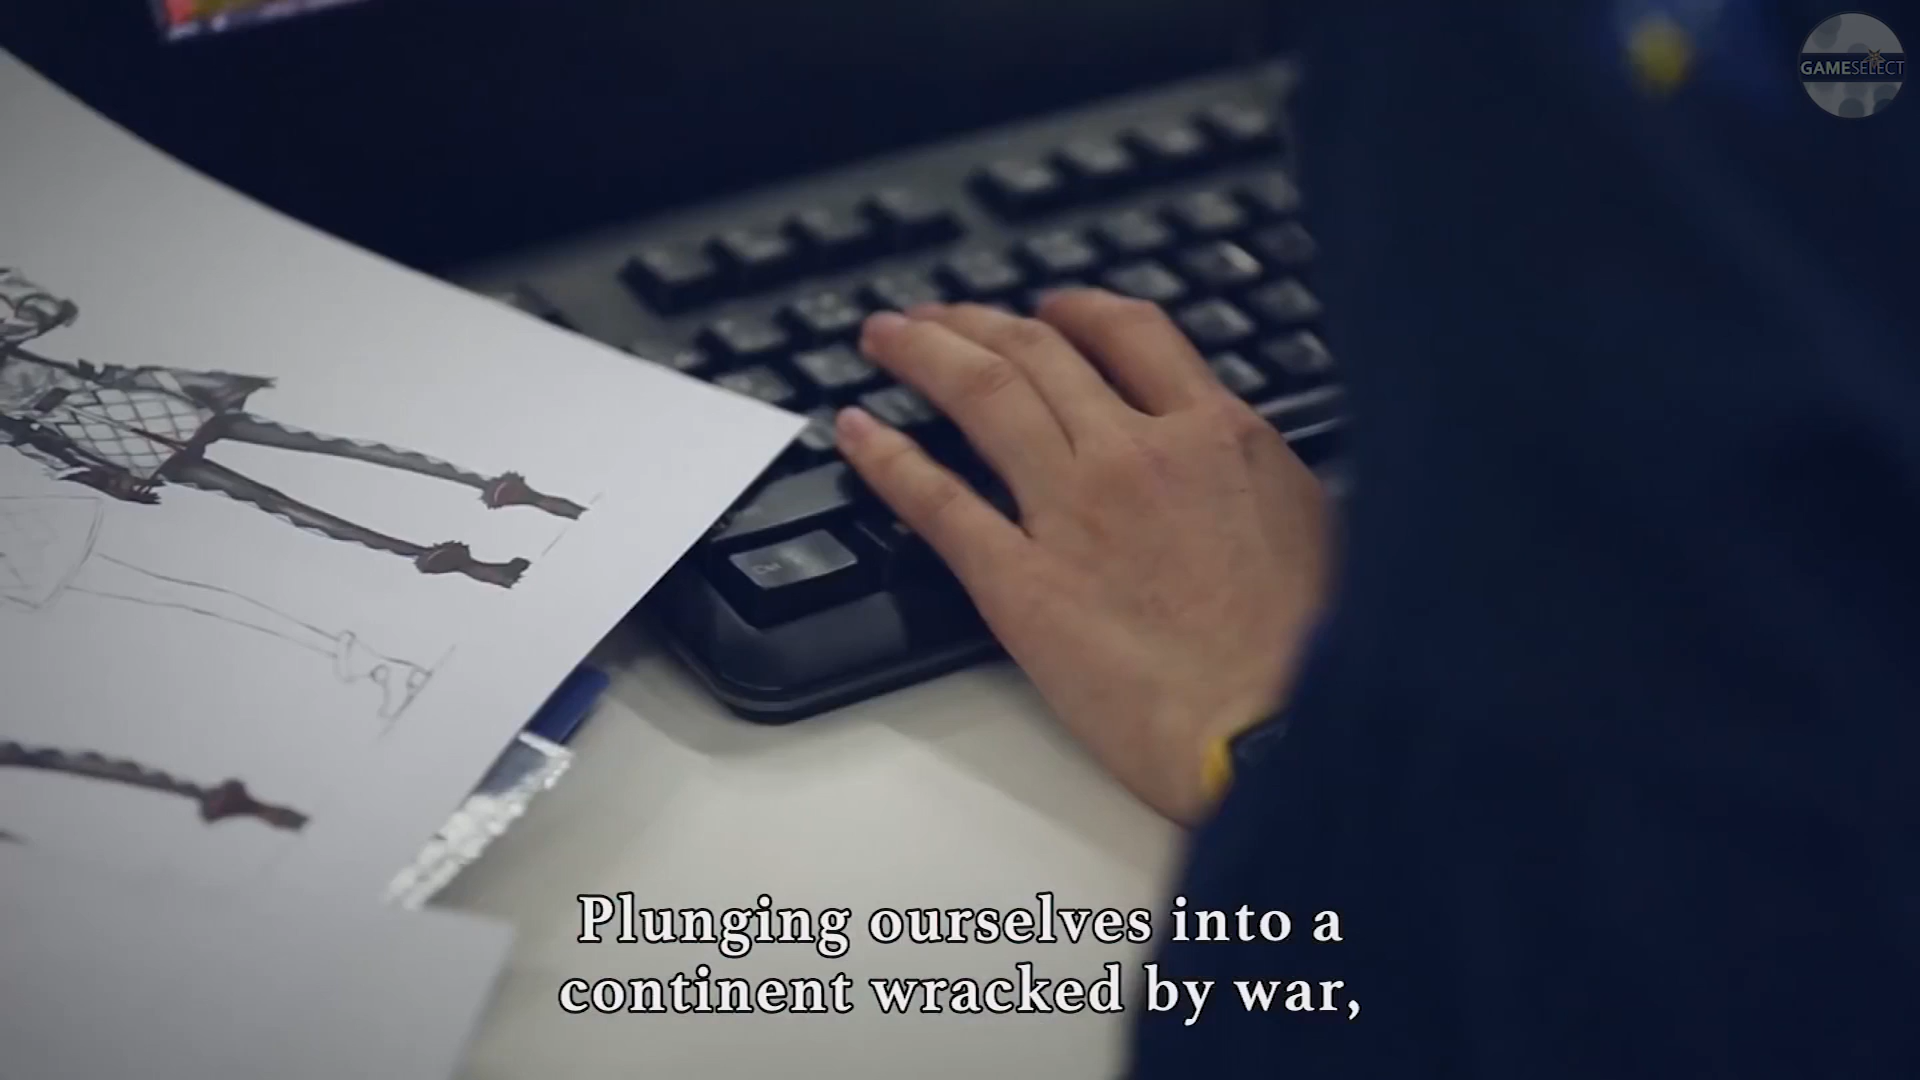 GAMESELECT
Plunging ourselves into a
continent wracked by war,